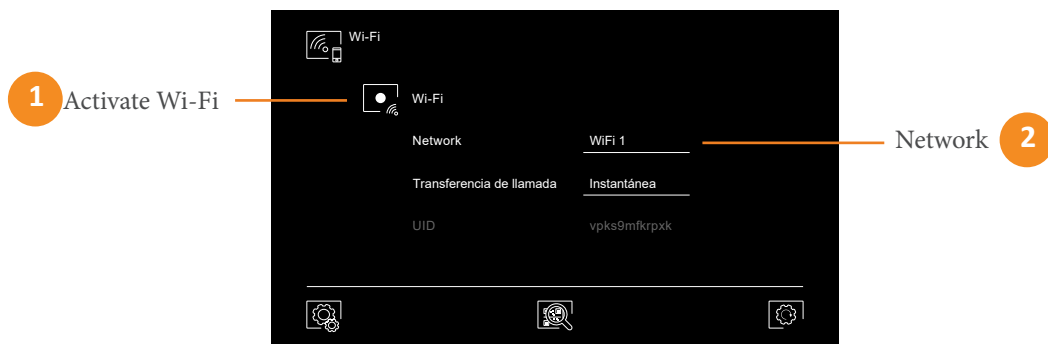 Wi-Fi
1 Activate Wi-Fi
Wi-Fi
Network WiFi 1
Network 2
Transferencia de llamada Instantánea
UID vpks9mfkrpxk